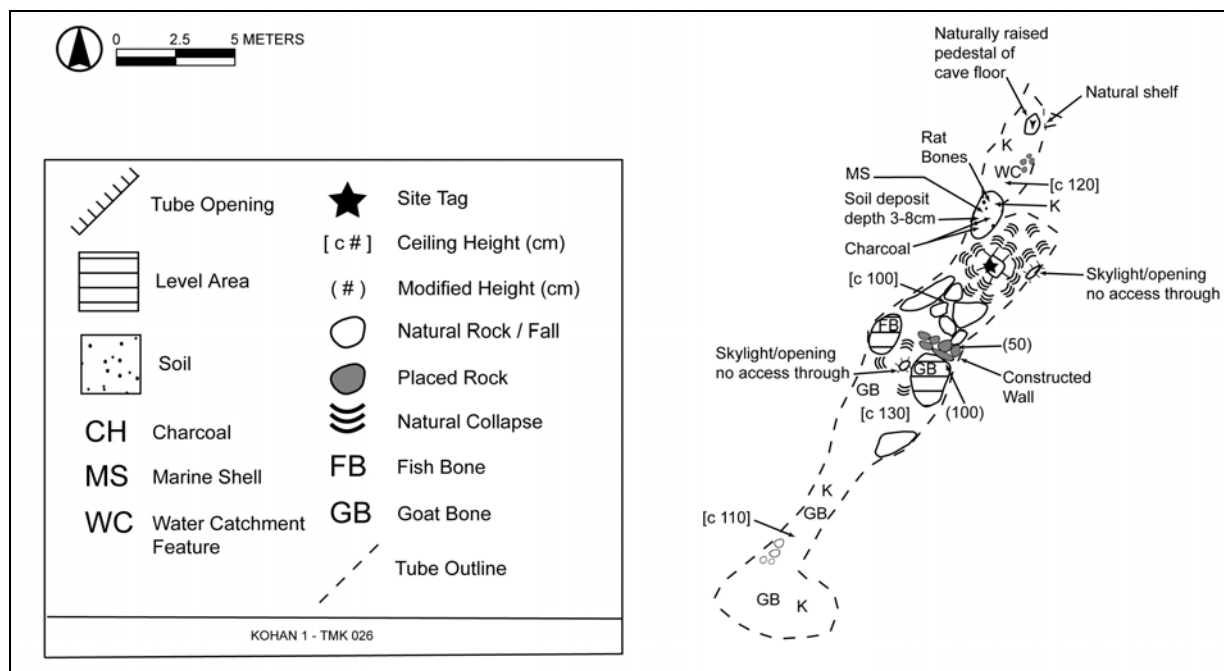 0 2.5 5 METERS
Tube Opening
Level Area
Soil
CH Charcoal
MS Marine Shell
WC Water Catchment
Feature
Site Tag
[ c # ] Ceiling Height (cm)
( # ) Modified Height (cm)
Natural Rock / Fall
Placed Rock
Natural Collapse
FB Fish Bone
GB Goat Bone
Tube Outline
KOHAN 1 - TMK 026
Naturally raised
pedestal of
cave floor
Natural shelf
K
Rat
Bones
WC
MS
[c 120]
Soil deposit
depth 3-8cm
K
Charcoal
[c 100]
Skylight/opening
no access through
FB
(50)
Skylight/opening
no access through
GB
Constructed
Wall
GB
[c 130]
(100)
K
GB
[c 110]
GB K